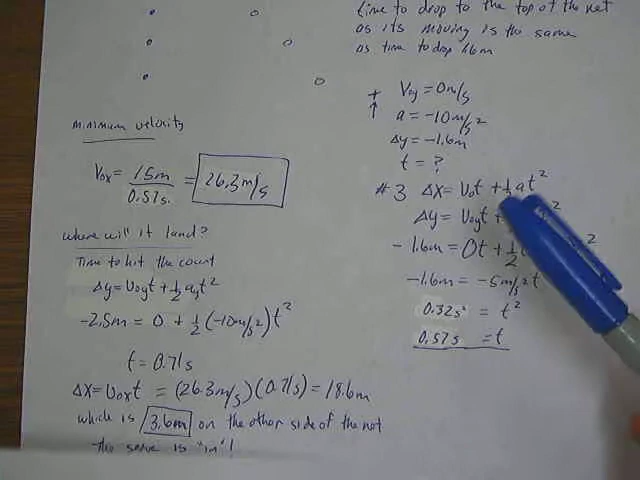 time to drop to the top of the net
as its moving is the same
as time to drop 1.6m
+ ↑
Voy = 0m/s
a = -10m/s²
Δy = -1.6m
t = ?
#3 Δx = Vot + ½at²
Δy = Voyt +
-1.6m = 0t + ½
-1.6m = -5m/s² t
0.32s² = t²
0.57s = t
minimum velocity
Vox = 15m / 0.57s = 26.3m/s
where will it land?
Time to hit the court
Δy = Voyt + ½ayt²
-2.5m = 0 + ½(-10m/s²)t²
t = 0.71s
Δx = Voxt = (26.3m/s)(0.71s) = 18.6m
which is 3.6m on the other side of the net
the serve is "in"!